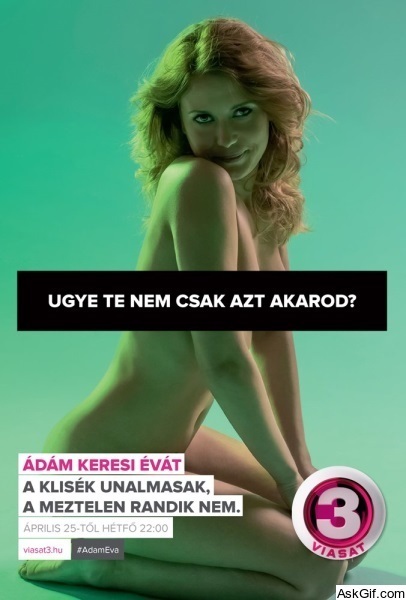 UGYE TE NEM CSAK AZT AKAROD?
ÁDÁM KERESI ÉVÁT
A KLISÉK UNALMASAK,
A MEZTELEN RANDIK NEM.
ÁPRILIS 25-TŐL HÉTFŐ 22:00
viasat3.hu #AdamEva
3
VIASAT
AskGif.com